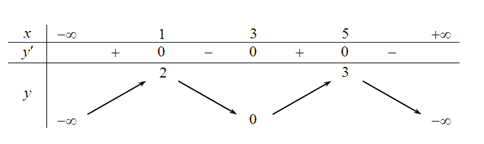 x −∞ 1 3 5 +∞
y′ + 0 − 0 + 0 −
2 3
y
−∞ 0 −∞